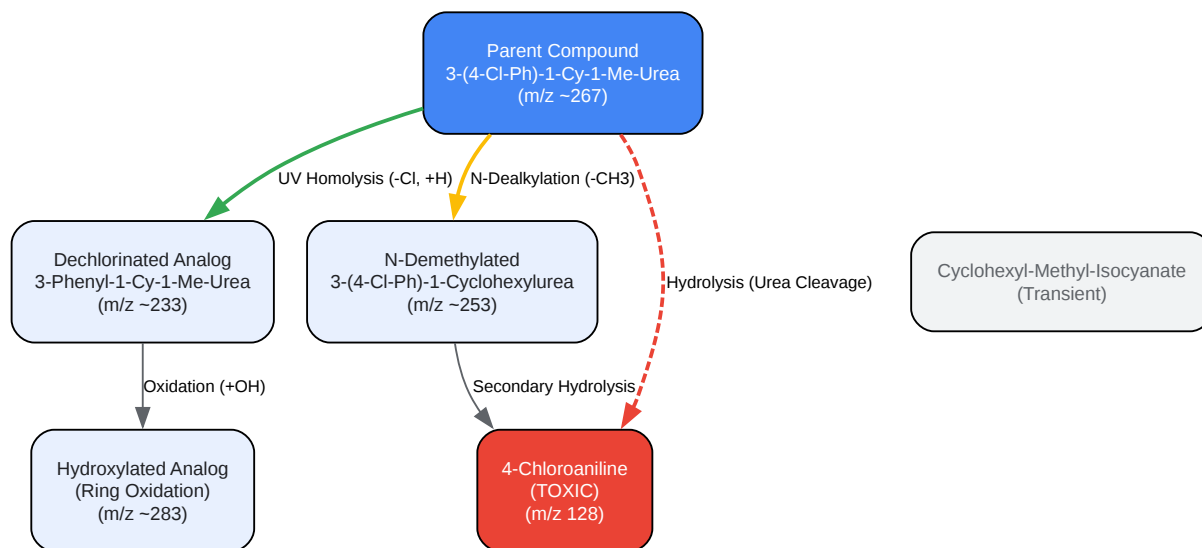 Parent Compound
3-(4-Cl-Ph)-1-Cy-1-Me-Urea
(m/z ~267)
UV Homolysis (-Cl, +H)
N-Dealkylation (-CH3)
Dechlorinated Analog
3-Phenyl-1-Cy-1-Me-Urea
(m/z ~233)
N-Demethylated
3-(4-Cl-Ph)-1-Cyclohexylurea
(m/z ~253)
Hydrolysis (Urea Cleavage)
Cyclohexyl-Methyl-Isocyanate
(Transient)
Oxidation (+OH)
Secondary Hydrolysis
Hydroxylated Analog
(Ring Oxidation)
(m/z ~283)
4-Chloroaniline
(TOXIC)
(m/z 128)